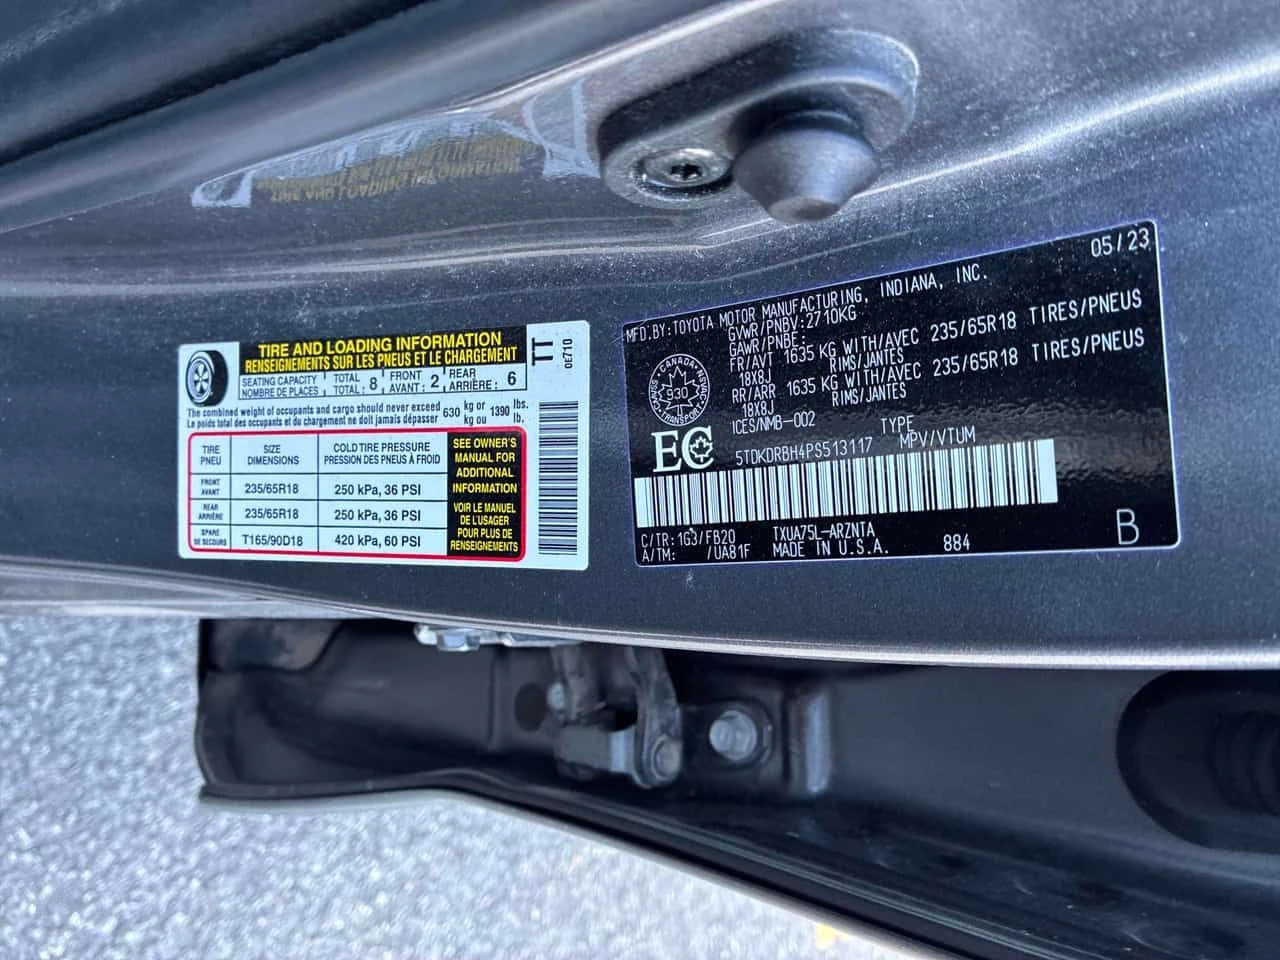 TIRE AND LOADING INFORMATION
RENSEIGNEMENTS SUR LES PNEUS ET LE CHARGEMENT
SEATING CAPACITY
NOMBRE DE PLACES
TOTAL
TOTAL : 8
FRONT
AVANT : 2
REAR
ARRIÈRE : 6
The combined weight of occupants and cargo should never exceed 630 kg or 1390 lbs.
Le poids total des occupants et du chargement ne doit jamais dépasser kg ou lb.
TIRE
PNEU
SIZE
DIMENSIONS
COLD TIRE PRESSURE
PRESSION DES PNEUS À FROID
FRONT
AVANT
235/65R18
250 kPa, 36 PSI
REAR
ARRIÈRE
235/65R18
250 kPa, 36 PSI
SPARE
DE SECOURS
T165/90D18
420 kPa, 60 PSI
SEE OWNER'S
MANUAL FOR
ADDITIONAL
INFORMATION
VOIR LE MANUEL
DE L'USAGER
POUR PLUS DE
RENSEIGNEMENTS
TT
0E710
05/23
MFD.BY:TOYOTA MOTOR MANUFACTURING, INDIANA, INC.
GVWR/PNBV:2710KG
GAWR/PNBE:
FR/AVT 1635 KG WITH/AVEC 235/65R18 TIRES/PNEUS
18X8J RIMS/JANTES
RR/ARR 1635 KG WITH/AVEC 235/65R18 TIRES/PNEUS
18X8J RIMS/JANTES
ICES/NMB-002
CANADA
930
TRANSPORT
EC
TYPE
5TDKDRBH4PS513117 MPV/VTUM
C/TR: 1G3/FB20 TXUA75L-ARZNTA
A/TM: /UA81F MADE IN U.S.A. 884
B